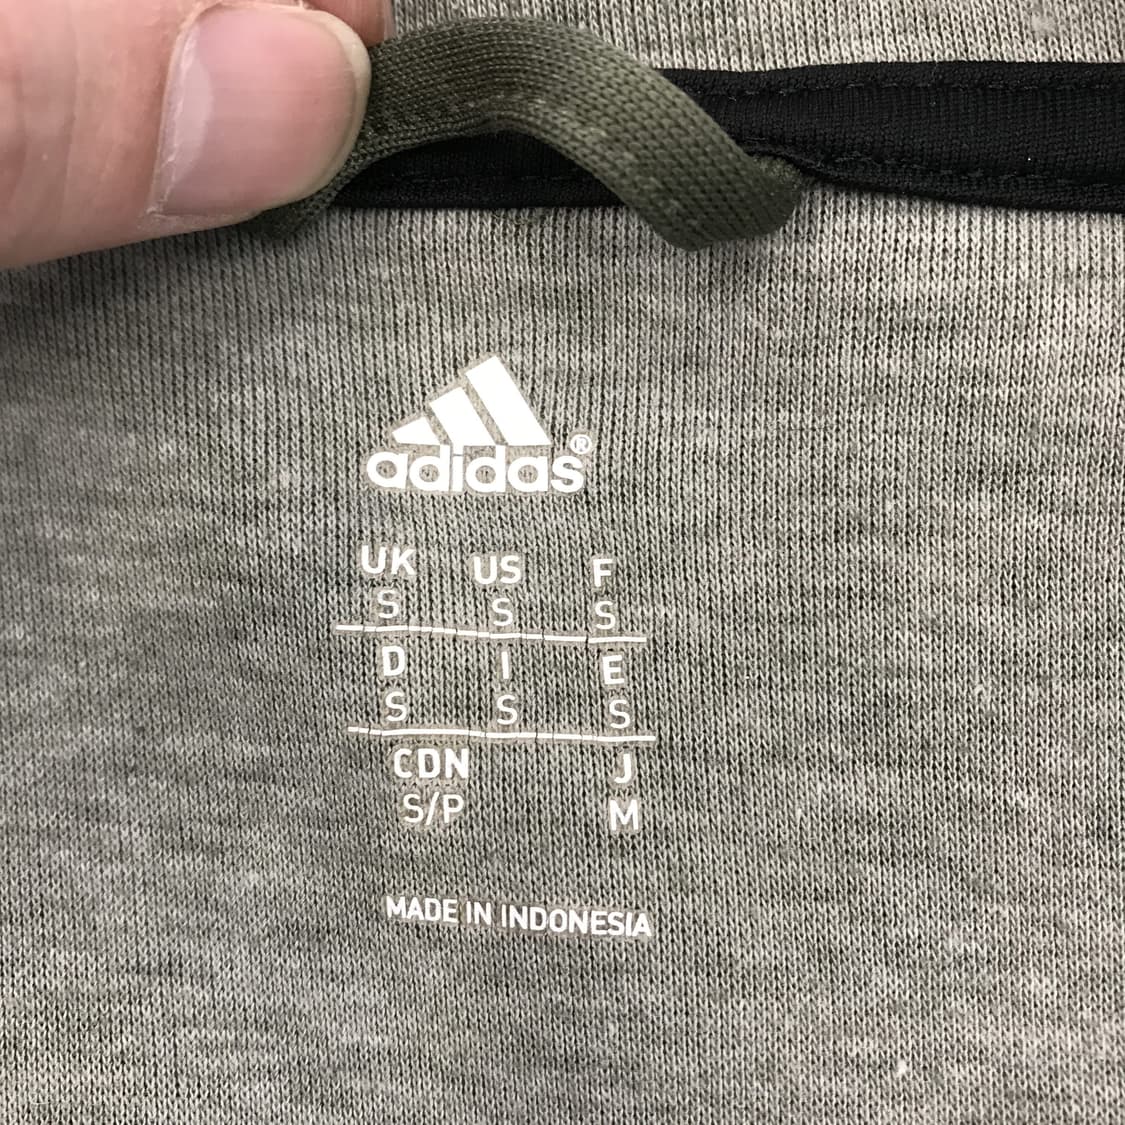 adidas®
UK US F
S S S
D I E
S S S
CDN J
S/P M
MADE IN INDONESIA